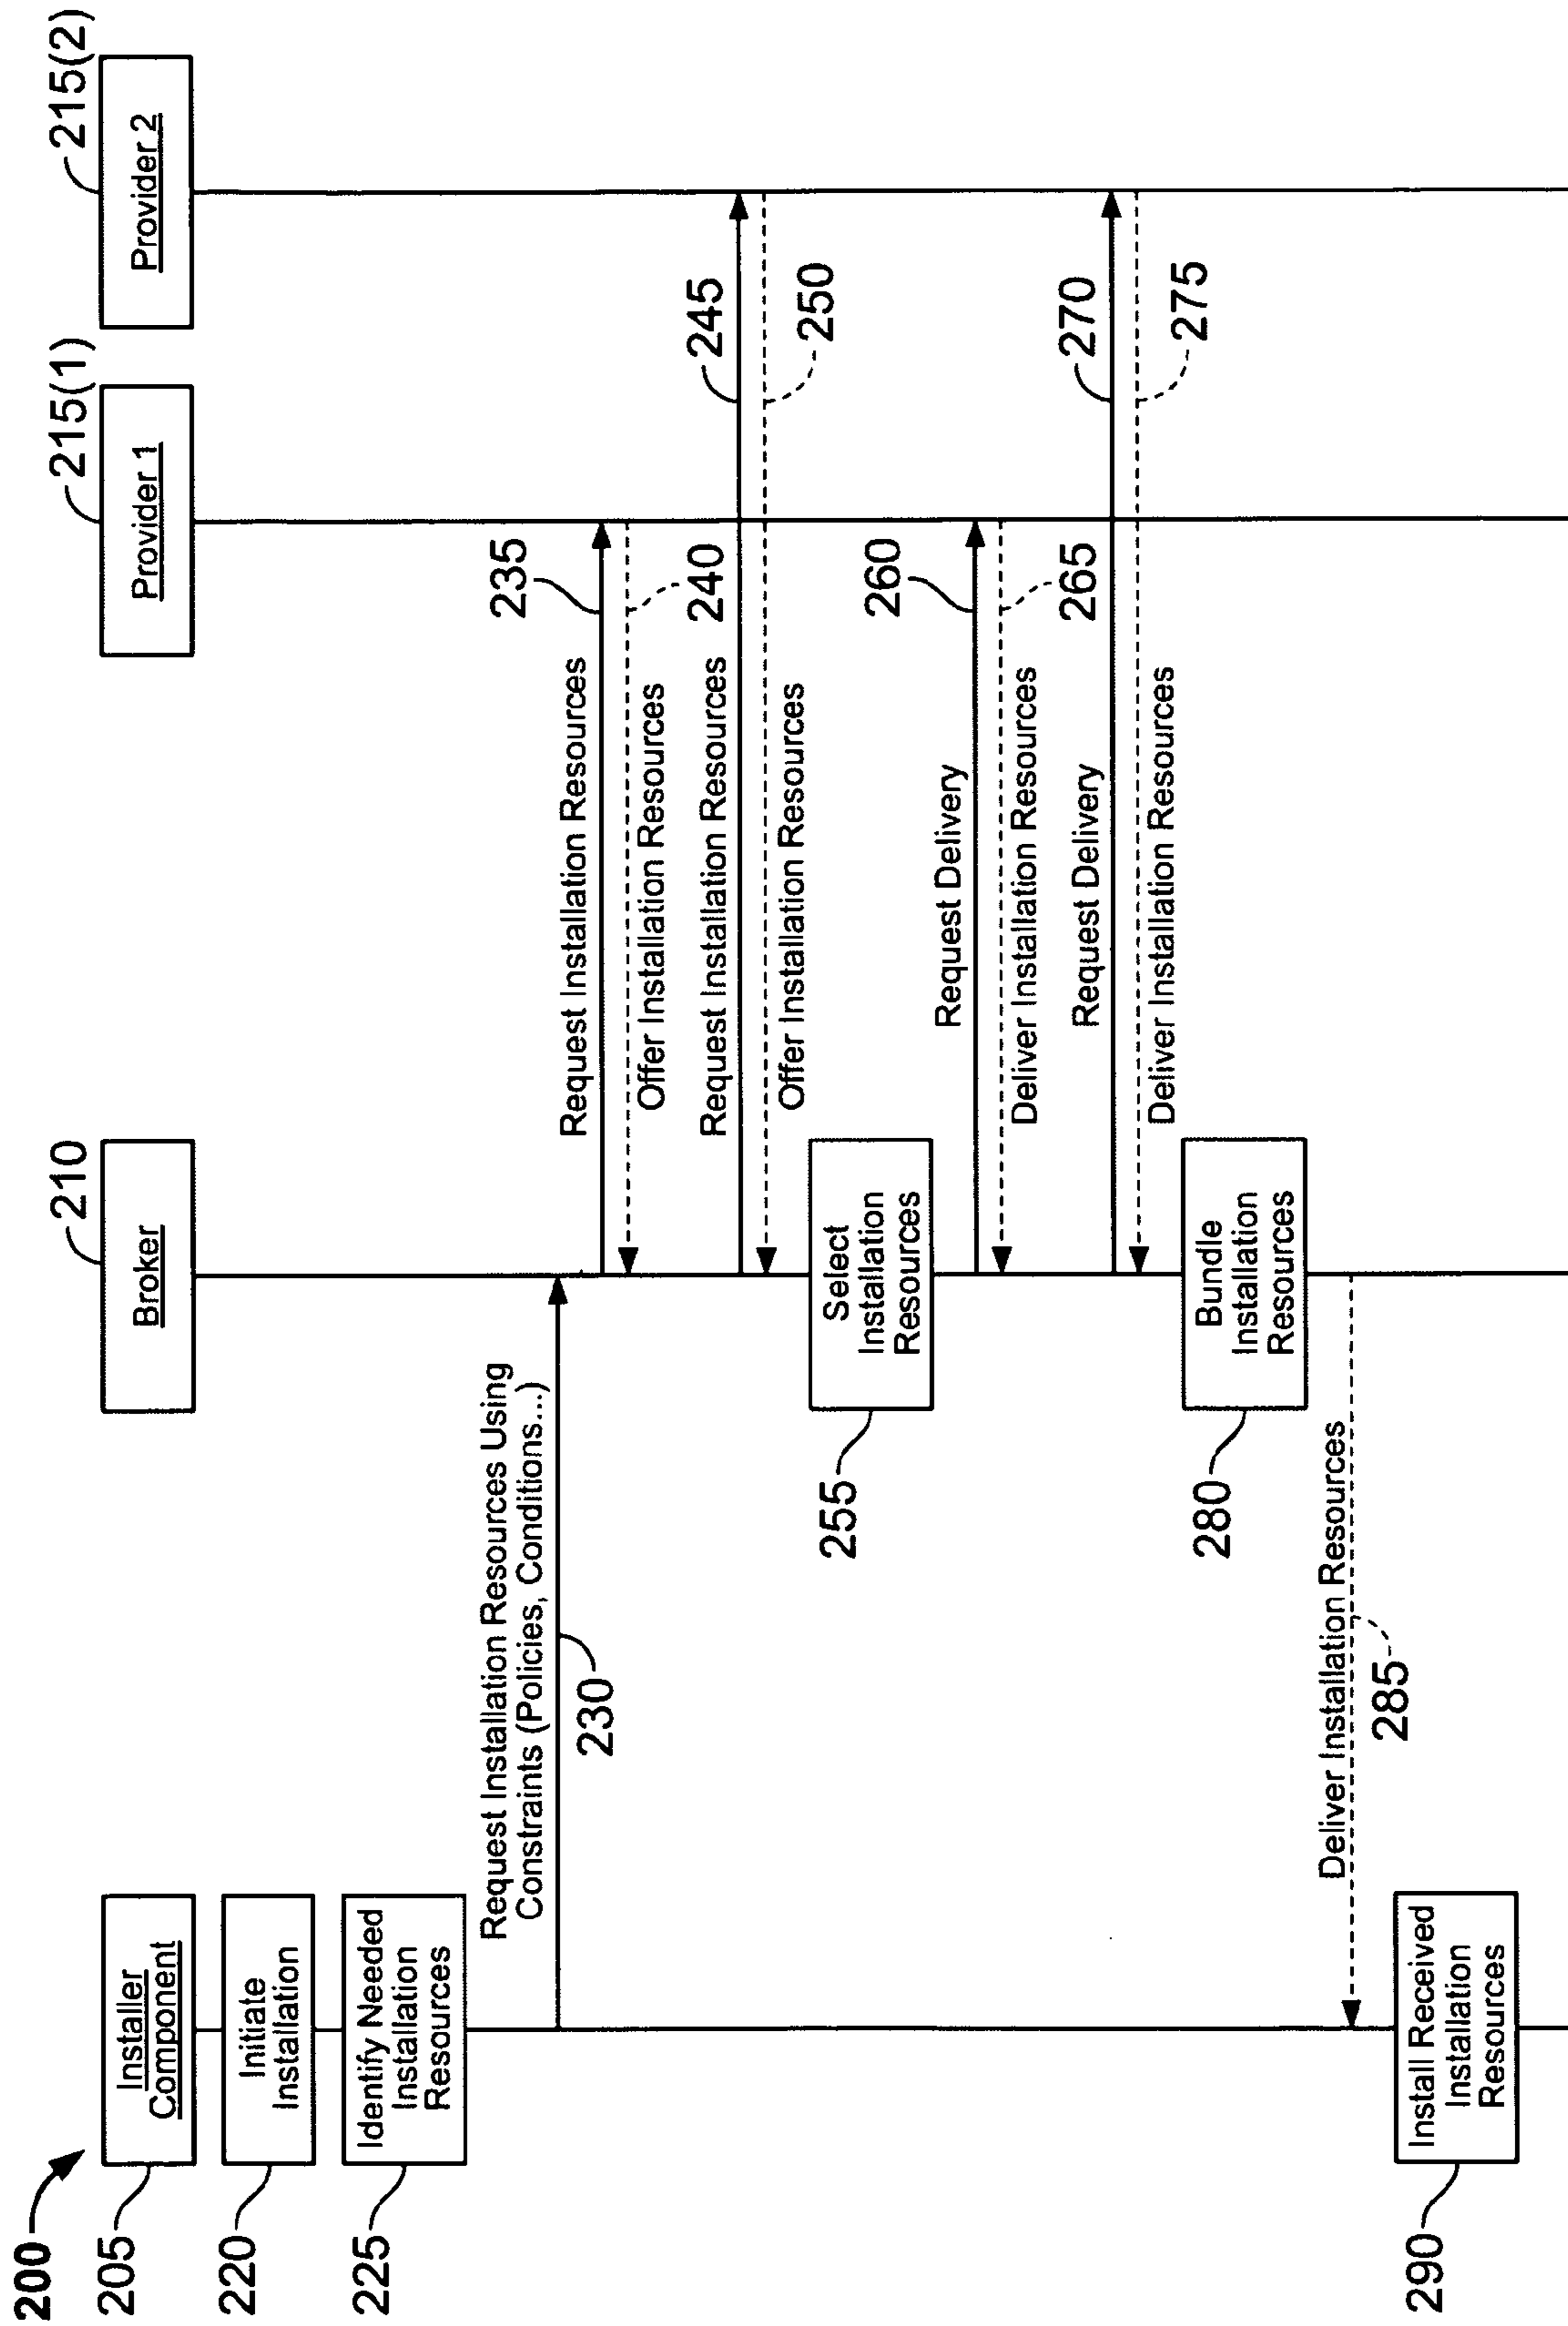 200
205
Installer
Component
210
Broker
215(1)
Provider 1
215(2)
Provider 2
220
Initiate
Installation
225
Identify Needed
Installation
Resources
Request Installation Resources Using
Constraints (Policies, Conditions...)
230
235
Request Installation Resources
240
Offer Installation Resources
245
Request Installation Resources
250
Offer Installation Resources
255
Select
Installation
Resources
260
Request Delivery
265
Deliver Installation Resources
270
Request Delivery
275
Deliver Installation Resources
280
Bundle
Installation
Resources
Deliver Installation Resources
285
290
Install Received
Installation
Resources